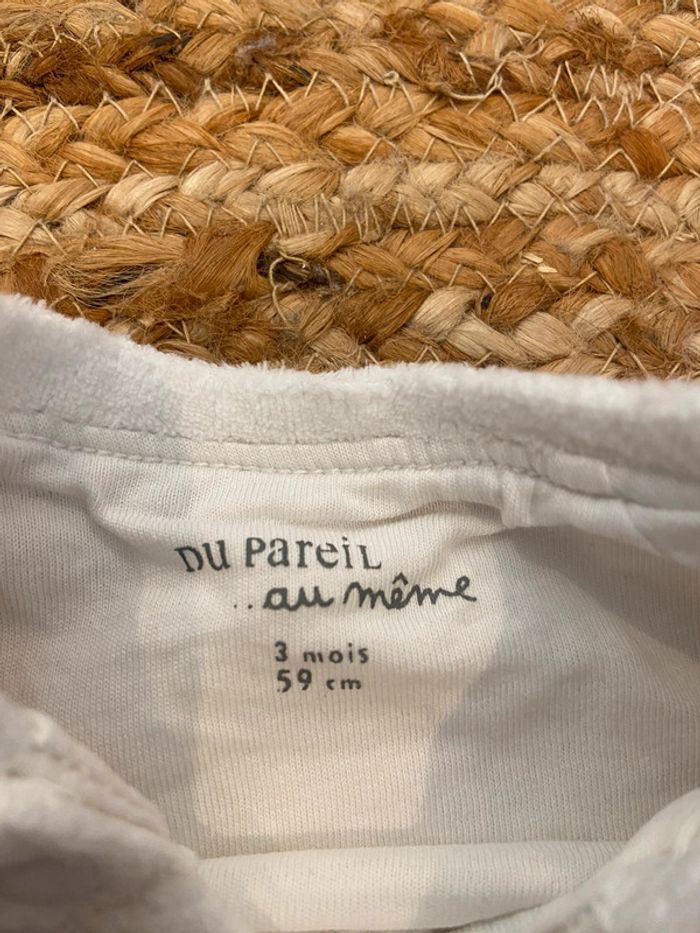 DU PareiL
..au même
3 mois
59 cm